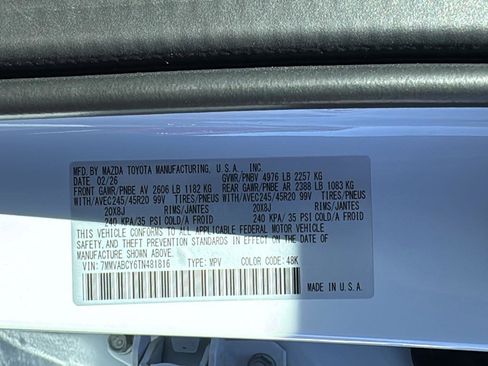 MFD. BY MAZDA TOYOTA MANUFACTURING, U.S.A., INC.
DATE: 02/26 GVWR/PNBV 4976 LB 2257 KG
FRONT GAWR/PNBE AV 2606 LB 1182 KG REAR GAWR/PNBE AR 2388 LB 1083 KG
WITH/AVEC245/45R20 99V TIRES/PNEUS WITH/AVEC245/45R20 99V TIRES/PNEUS
20X8J RIMS/JANTES 20X8J RIMS/JANTES
240 KPA/35 PSI COLD/A FROID 240 KPA/35 PSI COLD/A FROID
THIS VEHICLE CONFORMS TO ALL APPLICABLE FEDERAL MOTOR VEHICLE
SAFETY, AND THEFT PREVENTION STANDARDS IN EFFECT ON THE DATE OF
MANUFACTURE SHOWN ABOVE.
VIN: 7MMVABCY6TN481816 TYPE: MPV COLOR CODE: 48K
MADE IN U.S.A.